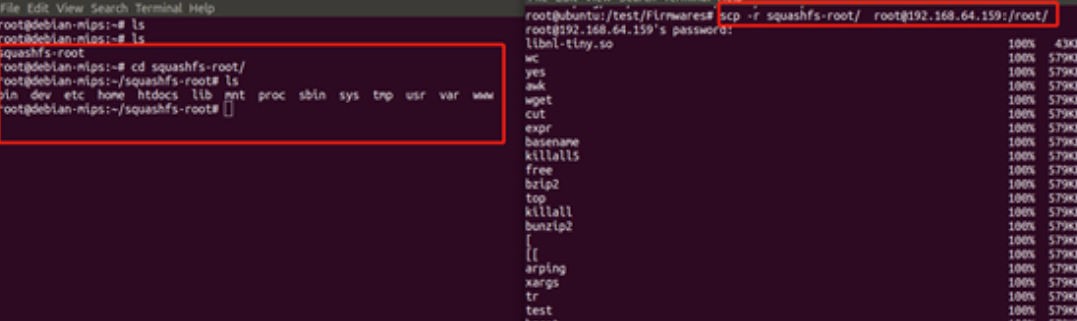 File Edit View Search Terminal Help
root@debian-mips:~# ls
root@debian-mips:~# ls
squashfs-root
root@debian-mips:~# cd squashfs-root/
root@debian-mips:~/squashfs-root# ls
bin dev etc home htdocs lib mnt proc sbin sys tmp usr var www
root@debian-mips:~/squashfs-root#
root@ubuntu:/test/Firmwares# scp -r squashfs-root/ root@192.168.64.159:/root/
root@192.168.64.159's password:
libnl-tiny.so 100% 43K
wc 100% 579K
yes 100% 579K
awk 100% 579K
wget 100% 579K
cut 100% 579K
expr 100% 579K
basename 100% 579K
killall5 100% 579K
free 100% 579K
bzip2 100% 579K
top 100% 579K
killall 100% 579K
bunzip2 100% 579K
[ 100% 579K
[[ 100% 579K
arping 100% 579K
xargs 100% 579K
tr 100% 579K
test 100% 579K